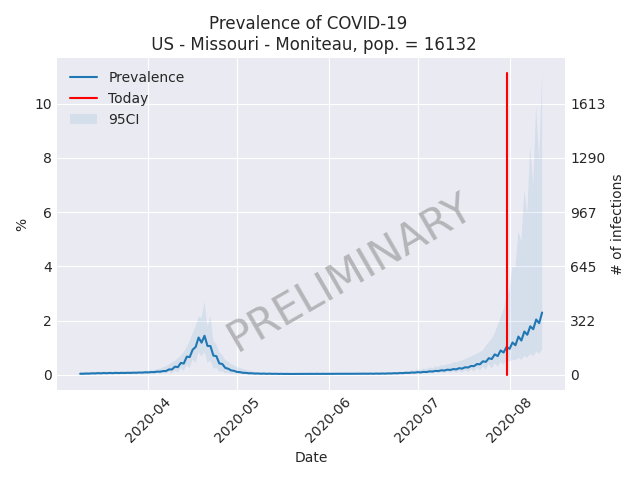 Prevalence of COVID-19
US - Missouri - Moniteau, pop. = 16132
Prevalence
Today
95CI
10
8
6
4
2
0
%
1613
1290
967
645
322
0
# of infections
PRELIMINARY
2020-04
2020-05
2020-06
2020-07
2020-08
Date